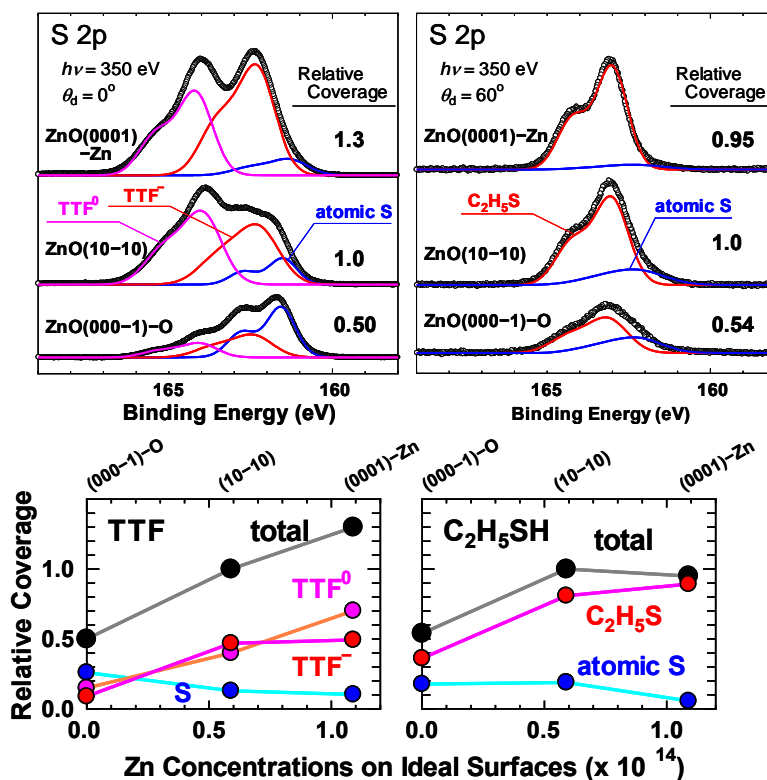 S 2p
hν = 350 eV
θd = 0°
Relative
Coverage
ZnO(0001)
−Zn
1.3
TTF⁰
TTF⁻
atomic S
ZnO(10−10)
1.0
ZnO(000−1)−O
0.50
165
160
Binding Energy (eV)
S 2p
hν = 350 eV
θd = 60°
Relative
Coverage
ZnO(0001)−Zn
0.95
C₂H₅S
atomic S
ZnO(10−10)
1.0
ZnO(000−1)−O
0.54
165
160
Binding Energy (eV)
(000−1)−O
(10−10)
(0001)−Zn
(000−1)−O
(10−10)
(0001)−Zn
Relative Coverage
1.0
0.5
0.0
TTF
total
TTF⁰
TTF⁻
S
0.0
0.5
1.0
C₂H₅SH
total
C₂H₅S
atomic S
0.0
0.5
1.0
Zn Concentrations on Ideal Surfaces (x 10 ¹⁴)